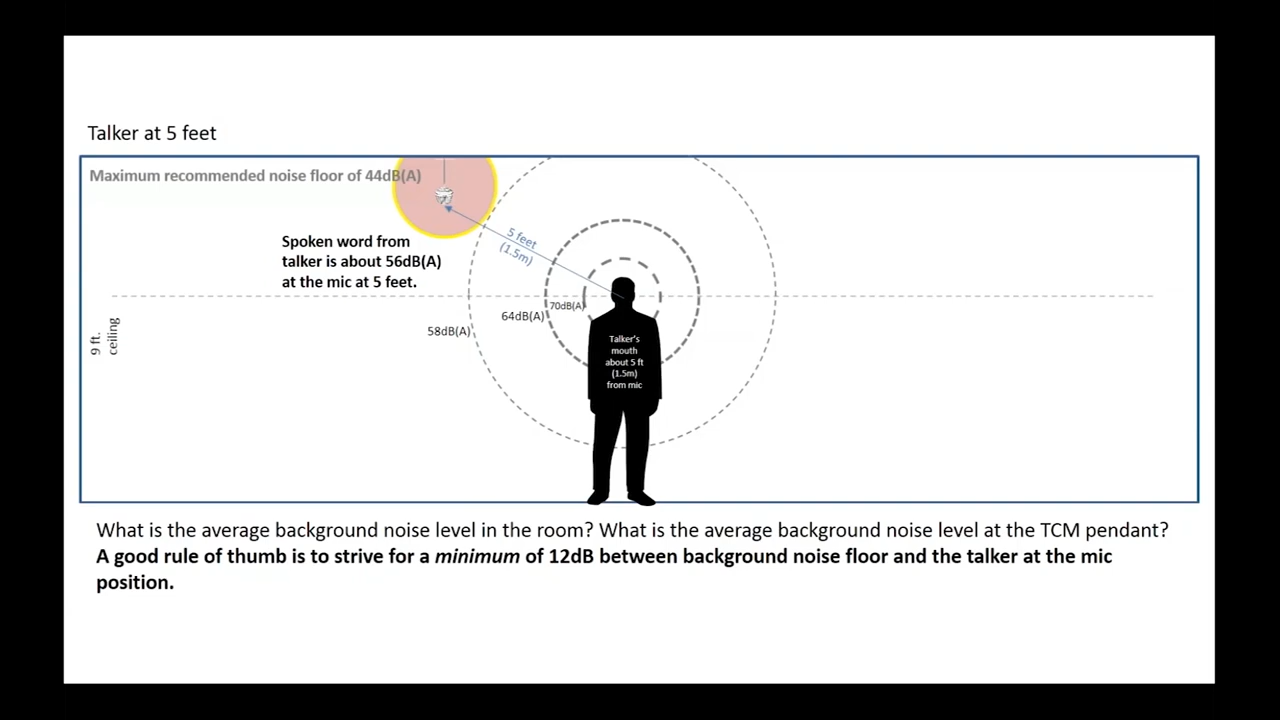 Talker at 5 feet
Maximum recommended noise floor of 44dB(A)
Spoken word from
talker is about 56dB(A)
at the mic at 5 feet.
5 feet
(1.5m)
70dB(A)
64dB(A)
58dB(A)
9 ft.
ceiling
Talker's
mouth
about 5 ft
(1.5m)
from mic
What is the average background noise level in the room? What is the average background noise level at the TCM pendant?
A good rule of thumb is to strive for a minimum of 12dB between background noise floor and the talker at the mic
position.